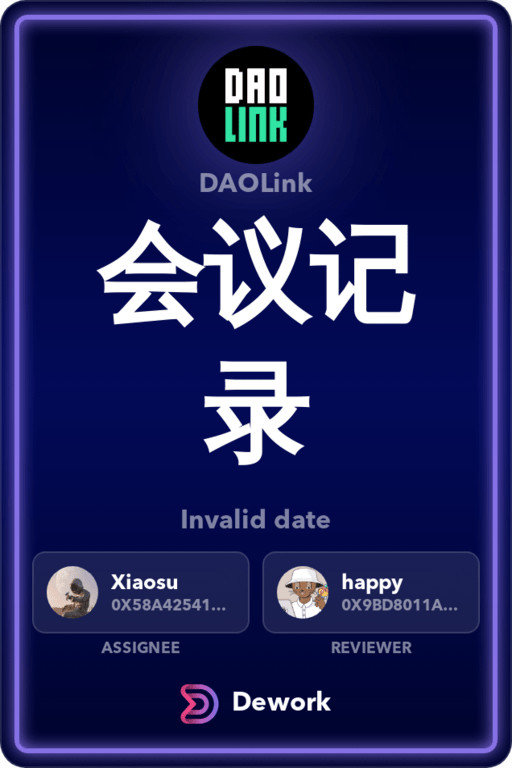 DAO
LINK
DAOLink
会议记
录
Invalid date
Xiaosu
0X58A42541...
happy
0X9BD8011A...
ASSIGNEE
REVIEWER
Dework